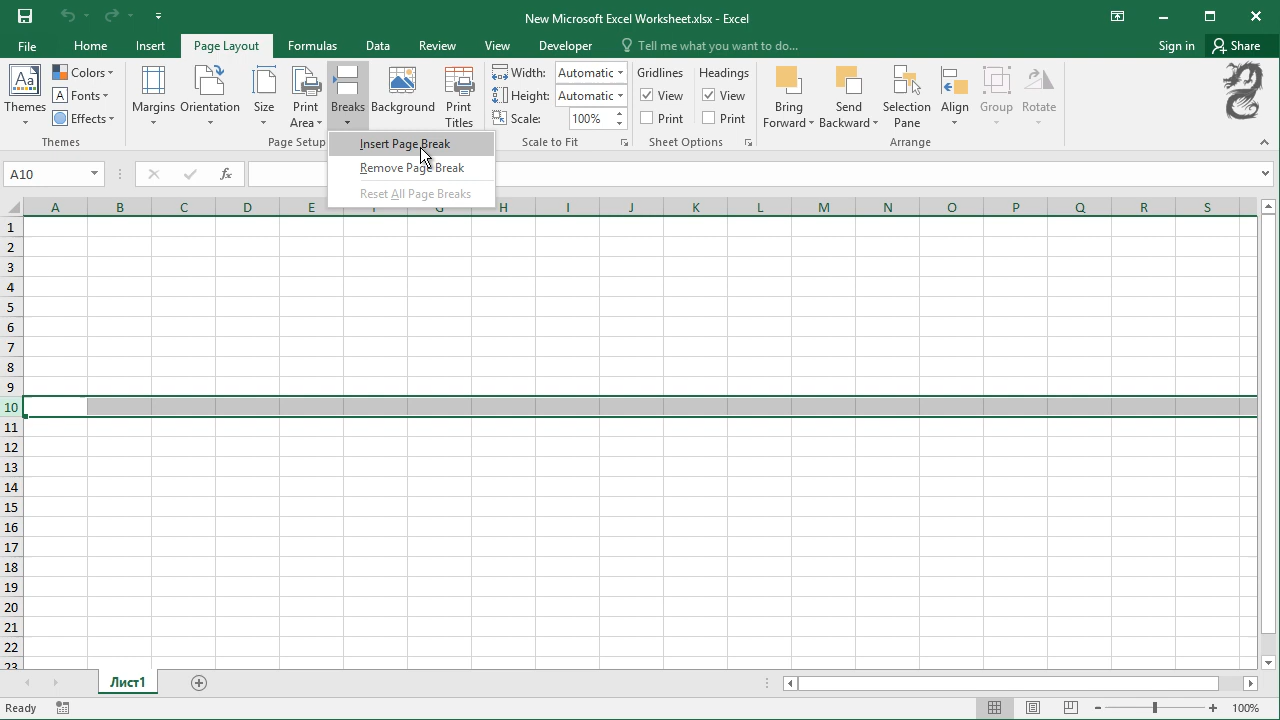 New Microsoft Excel Worksheet.xlsx - Excel
File Home Insert Page Layout Formulas Data Review View Developer Tell me what you want to do... Sign in Share
Aa Themes
Colors
A Fonts
Effects
Themes
Margins Orientation Size Print Area Breaks Background Print Titles
Page Setup
Width: Automatic
Height: Automatic
Scale: 100%
Scale to Fit
Gridlines Headings
View View
Print Print
Sheet Options
Bring Forward Send Backward Selection Pane Align Group Rotate
Arrange
Insert Page Break
Remove Page Break
Reset All Page Breaks
A10 fx
A B C D E F G H I J K L M N O P Q R S
1
2
3
4
5
6
7
8
9
10
11
12
13
14
15
16
17
18
19
20
21
22
23
Лист1
Ready 100%